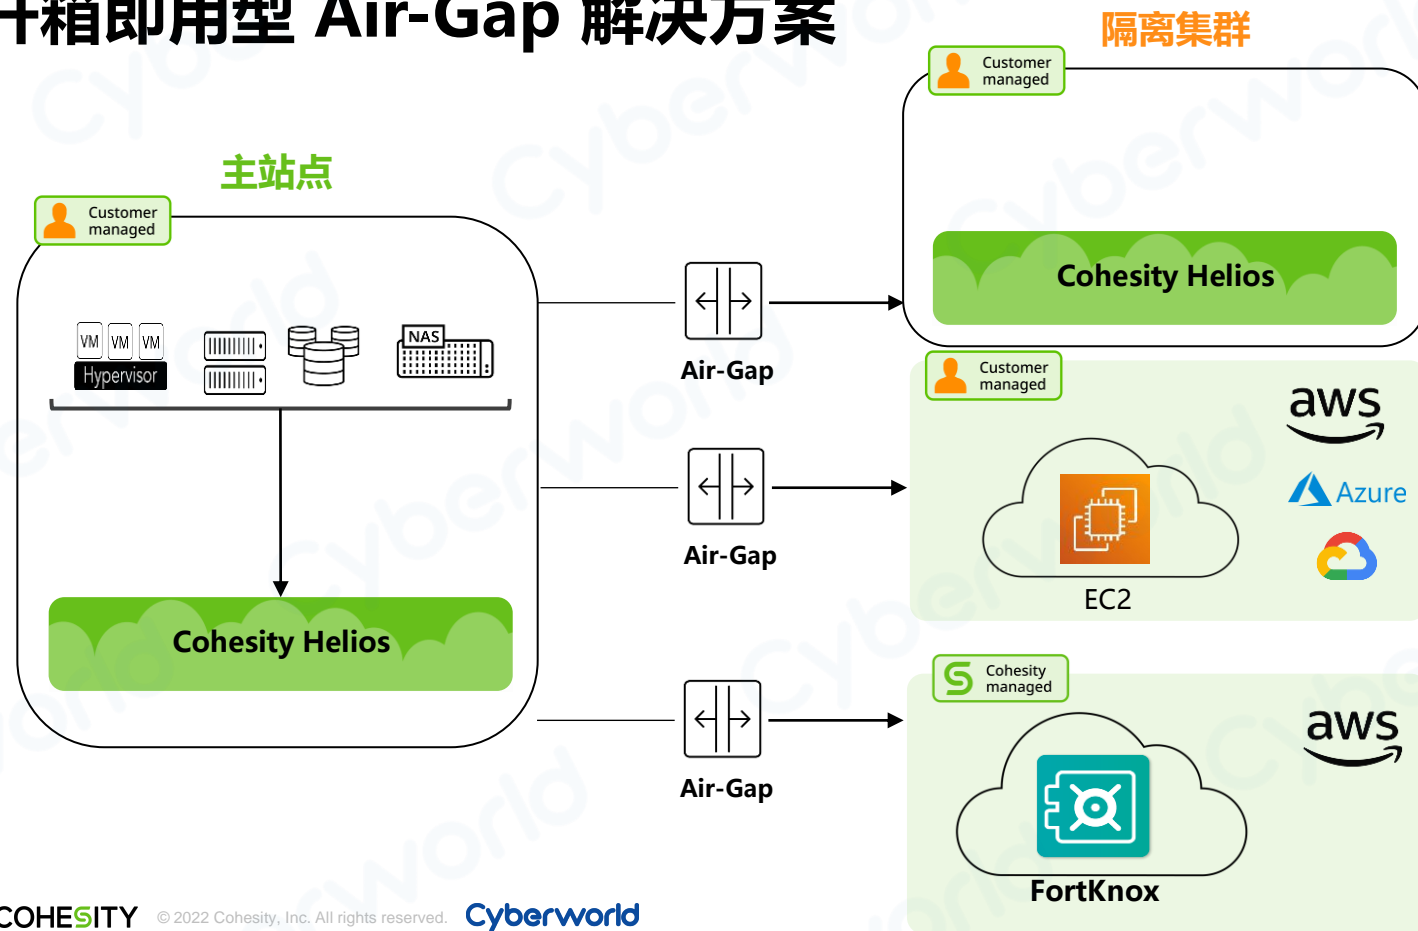 开箱即用型 Air-Gap 解决方案
隔离集群
Customer
managed
主站点
Customer
managed
VM VM VM
Hypervisor
NAS
Cohesity Helios
Air-Gap
Cohesity Helios
Customer
managed
aws
Azure
EC2
Air-Gap
Cohesity
managed
aws
FortKnox
Air-Gap
COHESITY © 2022 Cohesity, Inc. All rights reserved. Cyberworld